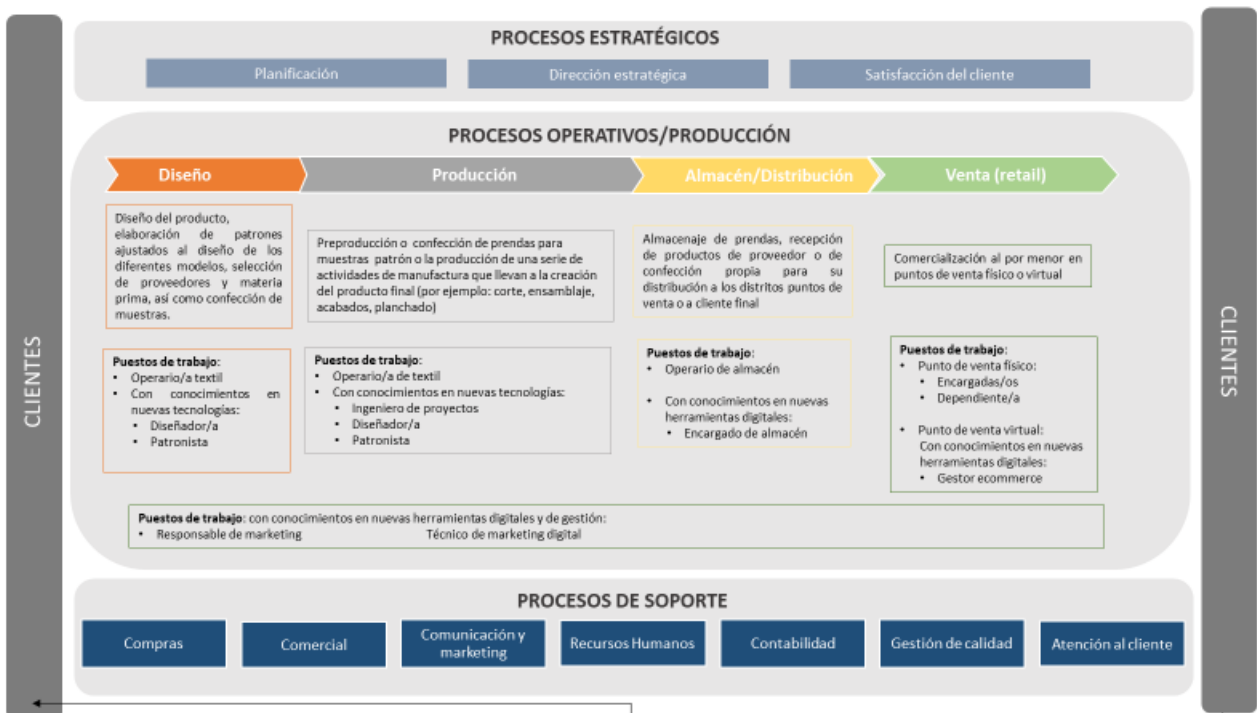 CLIENTES
PROCESOS ESTRATÉGICOS
Planificación
Dirección estratégica
Satisfacción del cliente
PROCESOS OPERATIVOS/PRODUCCIÓN
Diseño
Producción
Almacén/Distribución
Venta (retail)
Diseño del producto,
elaboración de patrones
ajustados al diseño de los
diferentes modelos, selección
de proveedores y materia
prima, así como confección de
muestras.
Preproducción o confección de prendas para
muestras patrón o la producción de una serie de
actividades de manufactura que llevan a la creación
del producto final (por ejemplo: corte, ensamblaje,
acabados, planchado)
Almacenaje de prendas, recepción
de productos de proveedor o de
confección propia para su
distribución a los distritos puntos de
venta o a cliente final
Comercialización al por menor en
puntos de venta físico o virtual
Puestos de trabajo:
• Operario/a textil
• Con conocimientos en
nuevas tecnologías:
• Diseñador/a
• Patronista
Puestos de trabajo:
• Operario/a de textil
• Con conocimientos en nuevas tecnologías:
• Ingeniero de proyectos
• Diseñador/a
• Patronista
Puestos de trabajo:
• Operario de almacén
• Con conocimientos en nuevas
herramientas digitales:
• Encargado de almacén
Puestos de trabajo:
• Punto de venta físico:
• Encargadas/os
• Dependiente/a
• Punto de venta virtual:
Con conocimientos en nuevas
herramientas digitales:
• Gestor ecommerce
Puestos de trabajo: con conocimientos en nuevas herramientas digitales y de gestión:
• Responsable de marketing Técnico de marketing digital
PROCESOS DE SOPORTE
Compras
Comercial
Comunicación y
marketing
Recursos Humanos
Contabilidad
Gestión de calidad
Atención al cliente
CLIENTES